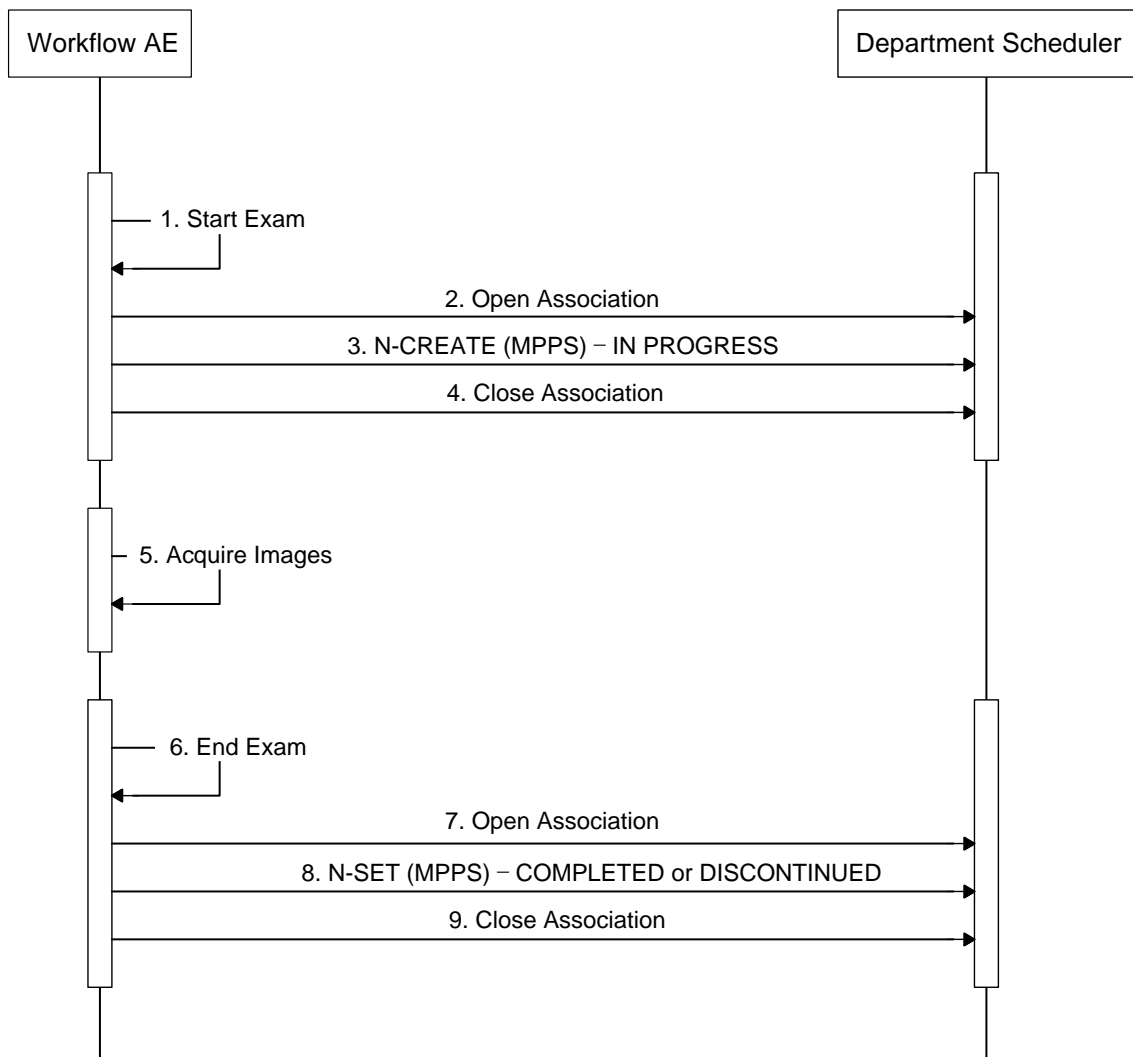 Workflow AE
Department Scheduler
1. Start Exam
2. Open Association
3. N-CREATE (MPPS) – IN PROGRESS
4. Close Association
5. Acquire Images
6. End Exam
7. Open Association
8. N-SET (MPPS) – COMPLETED or DISCONTINUED
9. Close Association